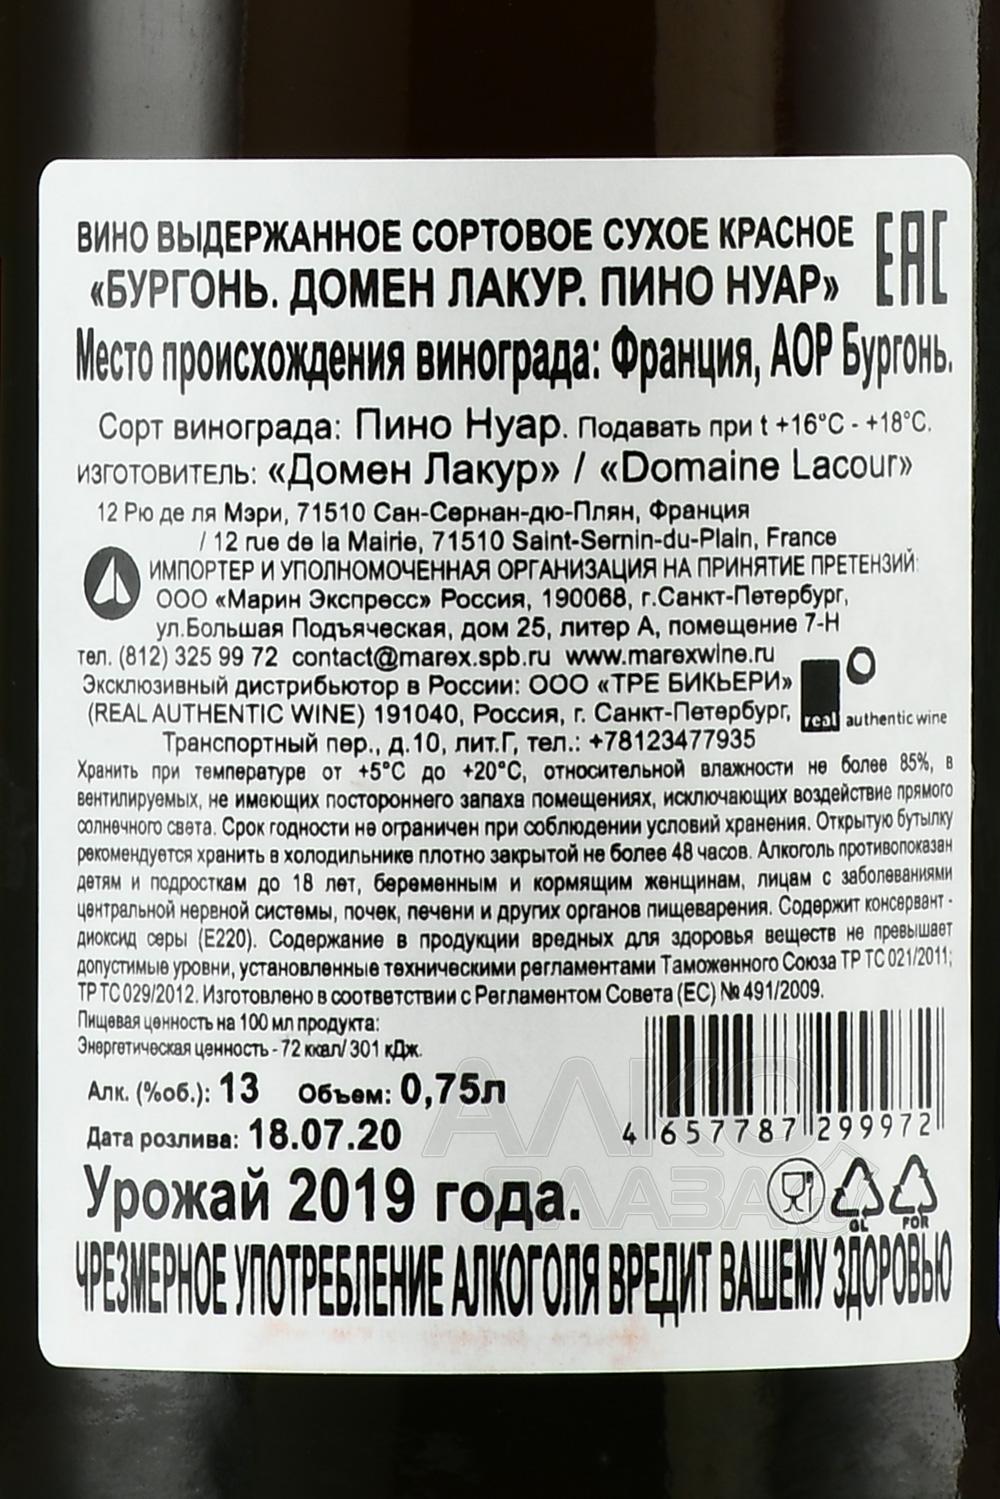 ВИНО ВЫДЕРЖАННОЕ СОРТОВОЕ СУХОЕ КРАСНОЕ
«БУРГОНЬ. ДОМЕН ЛАКУР. ПИНО НУАР»
EAC
Место происхождения винограда: Франция, АОР Бургонь.
Сорт винограда: Пино Нуар. Подавать при t +16°C - +18°C.
ИЗГОТОВИТЕЛЬ: «Домен Лакур» / «Domaine Lacour»
12 Рю де ля Мэри, 71510 Сан-Сернан-дю-Плян, Франция
/ 12 rue de la Mairie, 71510 Saint-Sernin-du-Plain, France
ИМПОРТЕР И УПОЛНОМОЧЕННАЯ ОРГАНИЗАЦИЯ НА ПРИНЯТИЕ ПРЕТЕНЗИЙ:
ООО «Марин Экспресс» Россия, 190068, г.Санкт-Петербург,
ул.Большая Подъяческая, дом 25, литер А, помещение 7-Н
тел. (812) 325 99 72 contact@marex.spb.ru www.marexwine.ru
Эксклюзивный дистрибьютор в России: ООО «ТРЕ БИКЬЕРИ»
(REAL AUTHENTIC WINE) 191040, Россия, г. Санкт-Петербург,
real authentic wine
Транспортный пер., д.10, лит.Г, тел.: +78123477935
Хранить при температуре от +5°C до +20°C, относительной влажности не более 85%, в
вентилируемых, не имеющих постороннего запаха помещениях, исключающих воздействие прямого
солнечного света. Срок годности не ограничен при соблюдении условий хранения. Открытую бутылку
рекомендуется хранить в холодильнике плотно закрытой не более 48 часов. Алкоголь противопоказан
детям и подросткам до 18 лет, беременным и кормящим женщинам, лицам с заболеваниями
центральной нервной системы, почек, печени и других органов пищеварения. Содержит консервант -
диоксид серы (E220). Содержание в продукции вредных для здоровья веществ не превышает
допустимые уровни, установленные техническими регламентами Таможенного Союза ТР ТС 021/2011;
ТР ТС 029/2012. Изготовлено в соответствии с Регламентом Совета (ЕС) № 491/2009.
Пищевая ценность на 100 мл продукта:
Энергетическая ценность - 72 ккал/ 301 кДж.
Алк. (%об.): 13 Объем: 0,75л
Дата розлива: 18.07.20
4 657787 299972
АЛКО
ПЛАЗА
Урожай 2019 года.
GL FOR
ЧРЕЗМЕРНОЕ УПОТРЕБЛЕНИЕ АЛКОГОЛЯ ВРЕДИТ ВАШЕМУ ЗДОРОВЬЮ